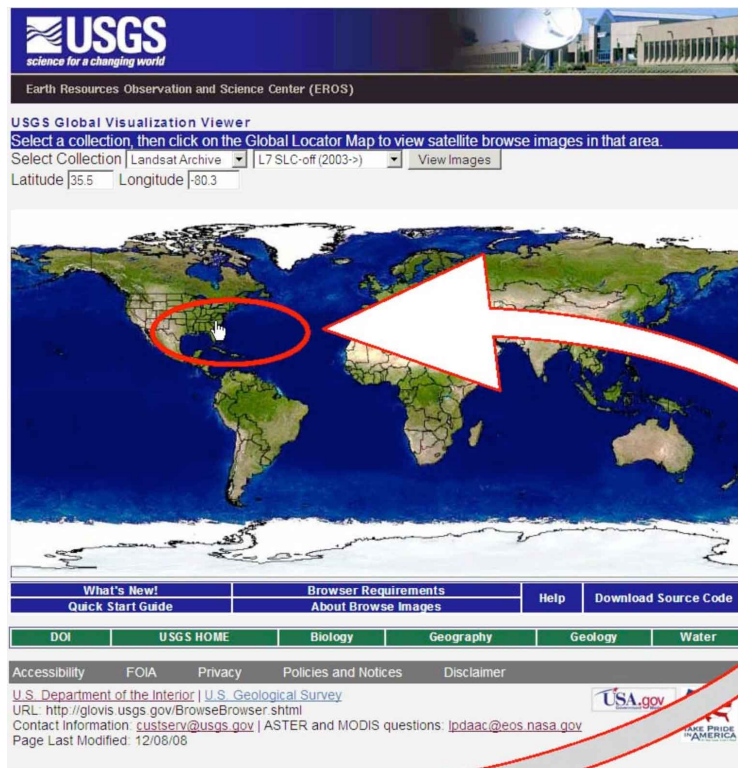 USGS
science for a changing world
Earth Resources Observation and Science Center (EROS)
USGS Global Visualization Viewer
Select a collection, then click on the Global Locator Map to view satellite browse images in that area.
Select Collection Landsat Archive L7 SLC-off (2003->) View Images
Latitude 35.5 Longitude -80.3
What's New! Browser Requirements Help Download Source Code
Quick Start Guide About Browse Images
DOI USGS HOME Biology Geography Geology Water
Accessibility FOIA Privacy Policies and Notices Disclaimer
U.S. Department of the Interior | U.S. Geological Survey
URL: http://glovis.usgs.gov/BrowseBrowser.shtml
Contact Information: custserv@usgs.gov | ASTER and MODIS questions: lpdaac@eos.nasa.gov
Page Last Modified: 12/08/08
USA.gov
TAKE PRIDE
IN AMERICA